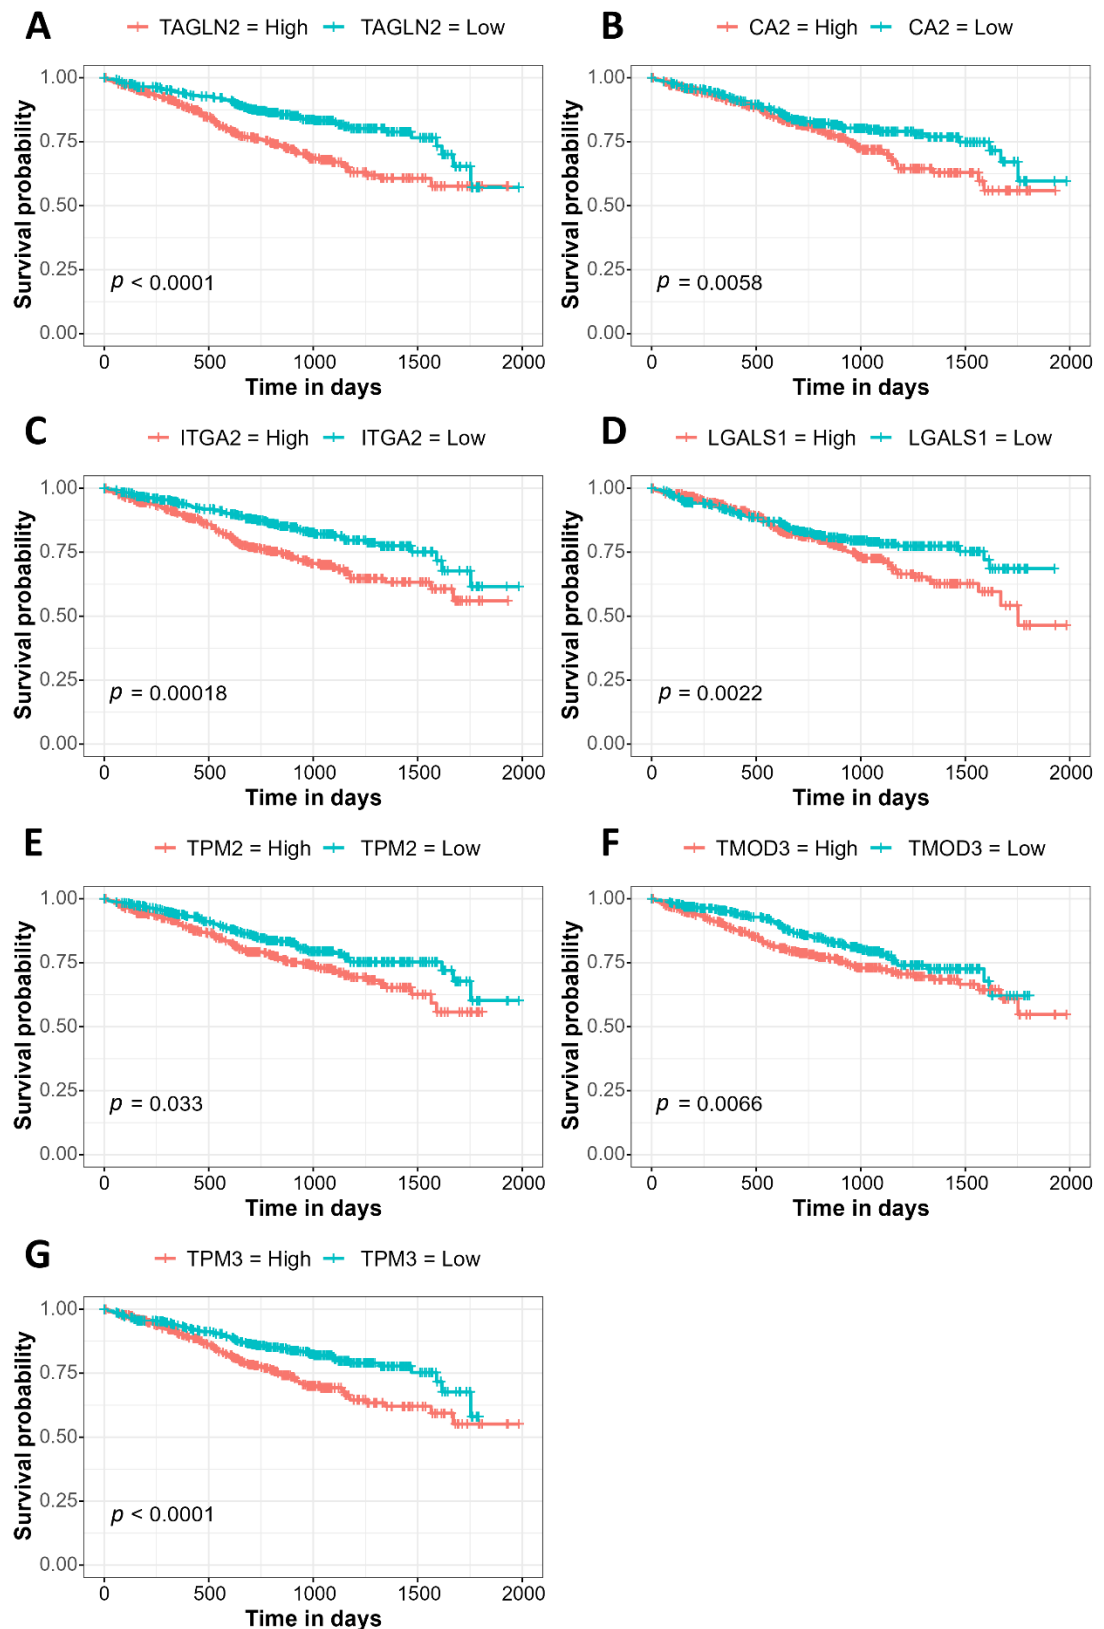 A
TAGLN2 = High TAGLN2 = Low
Survival probability
1.00
0.75
0.50
0.25
0.00
p < 0.0001
0 500 1000 1500 2000
Time in days
B
CA2 = High CA2 = Low
Survival probability
1.00
0.75
0.50
0.25
0.00
p = 0.0058
0 500 1000 1500 2000
Time in days
C
ITGA2 = High ITGA2 = Low
Survival probability
1.00
0.75
0.50
0.25
0.00
p = 0.00018
0 500 1000 1500 2000
Time in days
D
LGALS1 = High LGALS1 = Low
Survival probability
1.00
0.75
0.50
0.25
0.00
p = 0.0022
0 500 1000 1500 2000
Time in days
E
TPM2 = High TPM2 = Low
Survival probability
1.00
0.75
0.50
0.25
0.00
p = 0.033
0 500 1000 1500 2000
Time in days
F
TMOD3 = High TMOD3 = Low
Survival probability
1.00
0.75
0.50
0.25
0.00
p = 0.0066
0 500 1000 1500 2000
Time in days
G
TPM3 = High TPM3 = Low
Survival probability
1.00
0.75
0.50
0.25
0.00
p < 0.0001
0 500 1000 1500 2000
Time in days